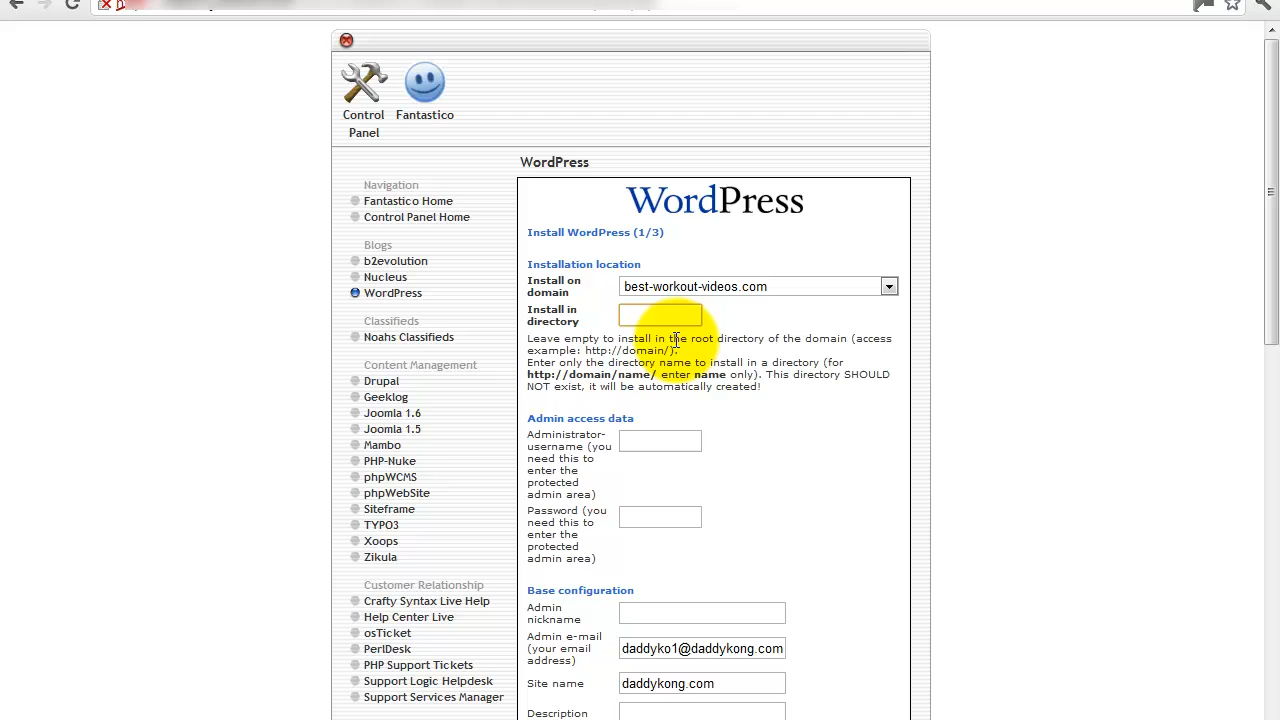 Control
Panel
Fantastico
WordPress
Navigation
Fantastico Home
Control Panel Home
Blogs
b2evolution
Nucleus
WordPress
Classifieds
Noahs Classifieds
Content Management
Drupal
Geeklog
Joomla 1.6
Joomla 1.5
Mambo
PHP-Nuke
phpWCMS
phpWebSite
Siteframe
TYPO3
Xoops
Zikula
Customer Relationship
Crafty Syntax Live Help
Help Center Live
osTicket
PerlDesk
PHP Support Tickets
Support Logic Helpdesk
Support Services Manager
WordPress
Install WordPress (1/3)
Installation location
Install on
domain
best-workout-videos.com
Install in
directory
Leave empty to install in the root directory of the domain (access
example: http://domain/).
Enter only the directory name to install in a directory (for
http://domain/name/ enter name only). This directory SHOULD
NOT exist, it will be automatically created!
Admin access data
Administrator-
username (you
need this to
enter the
protected
admin area)
Password (you
need this to
enter the
protected
admin area)
Base configuration
Admin
nickname
Admin e-mail
(your email
address)
daddyko1@daddykong.com
Site name
daddykong.com
Description